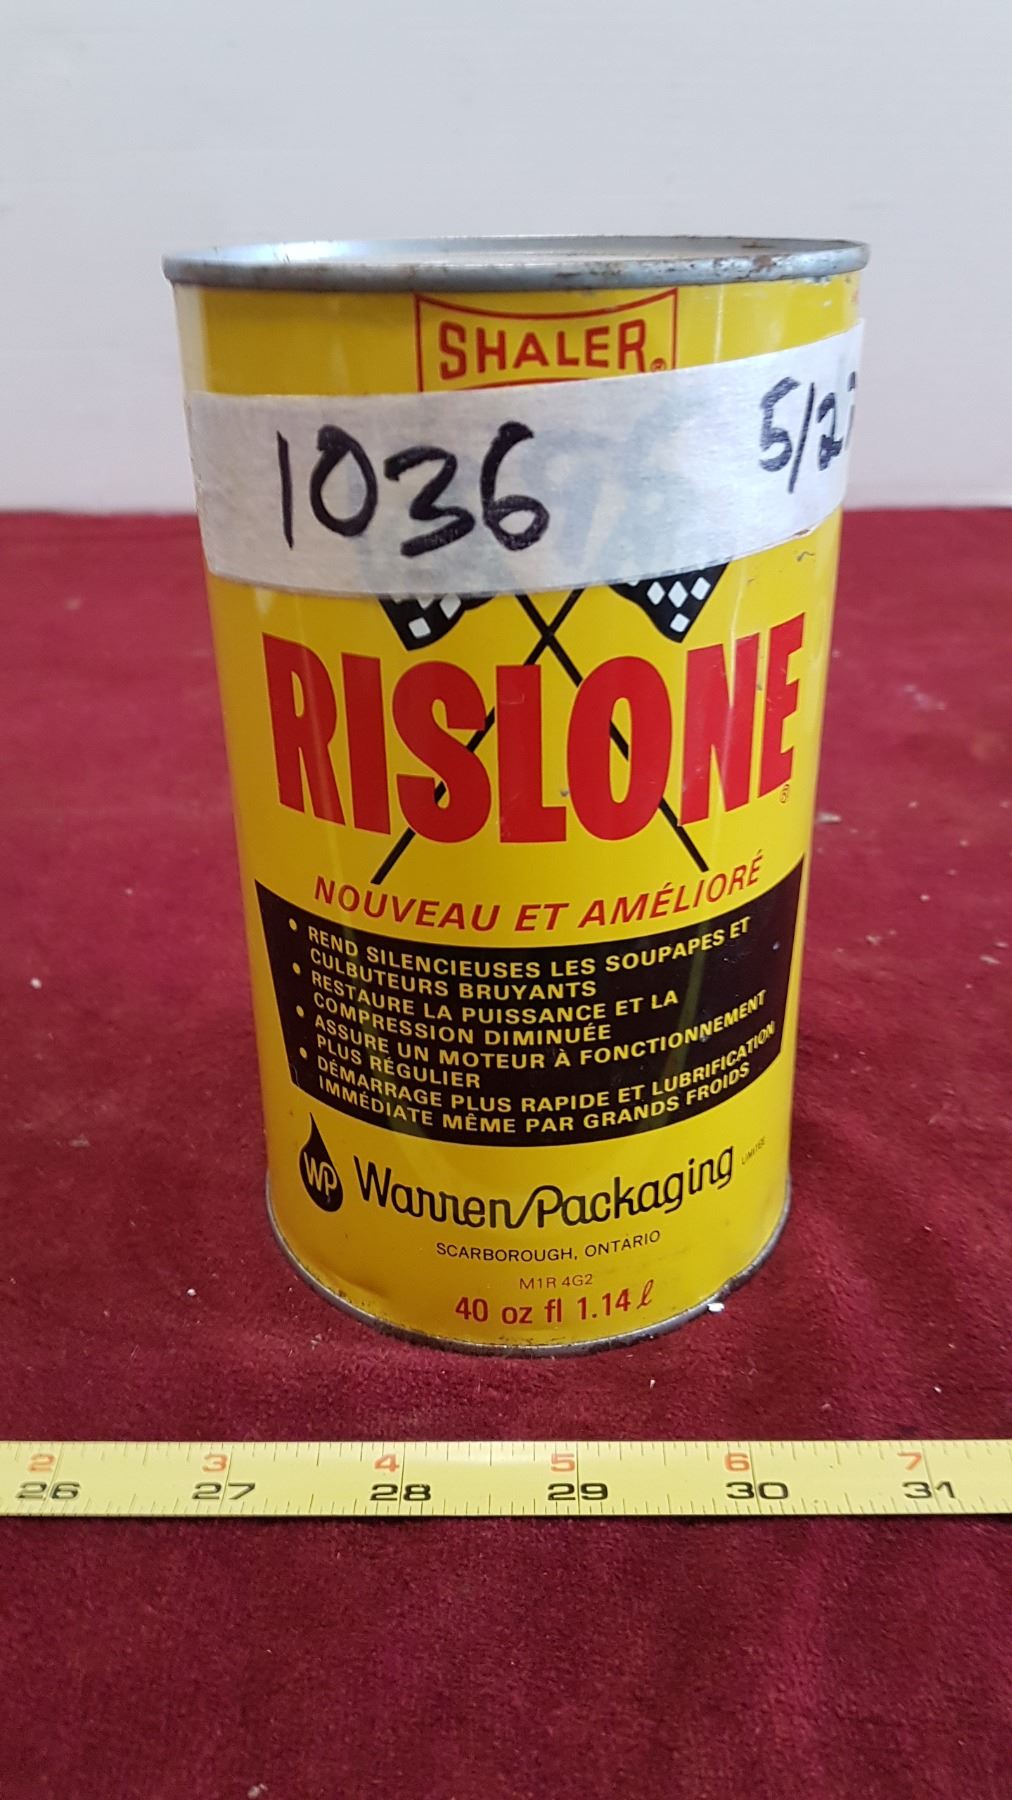 SHALER®
1036
5/2
RISLONE®
NOUVEAU ET AMÉLIORÉ
• REND SILENCIEUSES LES SOUPAPES ET
CULBUTEURS BRUYANTS
• RESTAURE LA PUISSANCE ET LA
COMPRESSION DIMINUÉE
• ASSURE UN MOTEUR À FONCTIONNEMENT
PLUS RÉGULIER
• DÉMARRAGE PLUS RAPIDE ET LUBRIFICATION
IMMÉDIATE MÊME PAR GRANDS FROIDS
WP Warren/Packaging LIMITÉE
SCARBOROUGH, ONTARIO
M1R 4G2
40 oz fl 1.14 ℓ
2 3 4 5 6 7
26 27 28 29 30 31